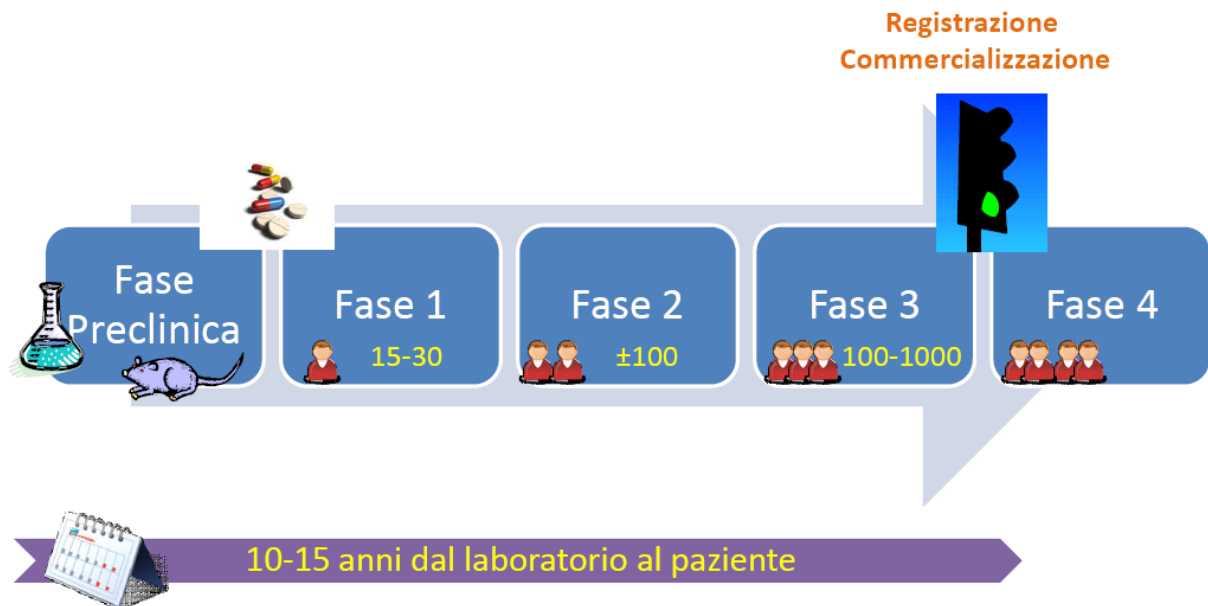 Registrazione
Commercializzazione
Fase
Preclinica
Fase 1
15-30
Fase 2
±100
Fase 3
100-1000
Fase 4
10-15 anni dal laboratorio al paziente